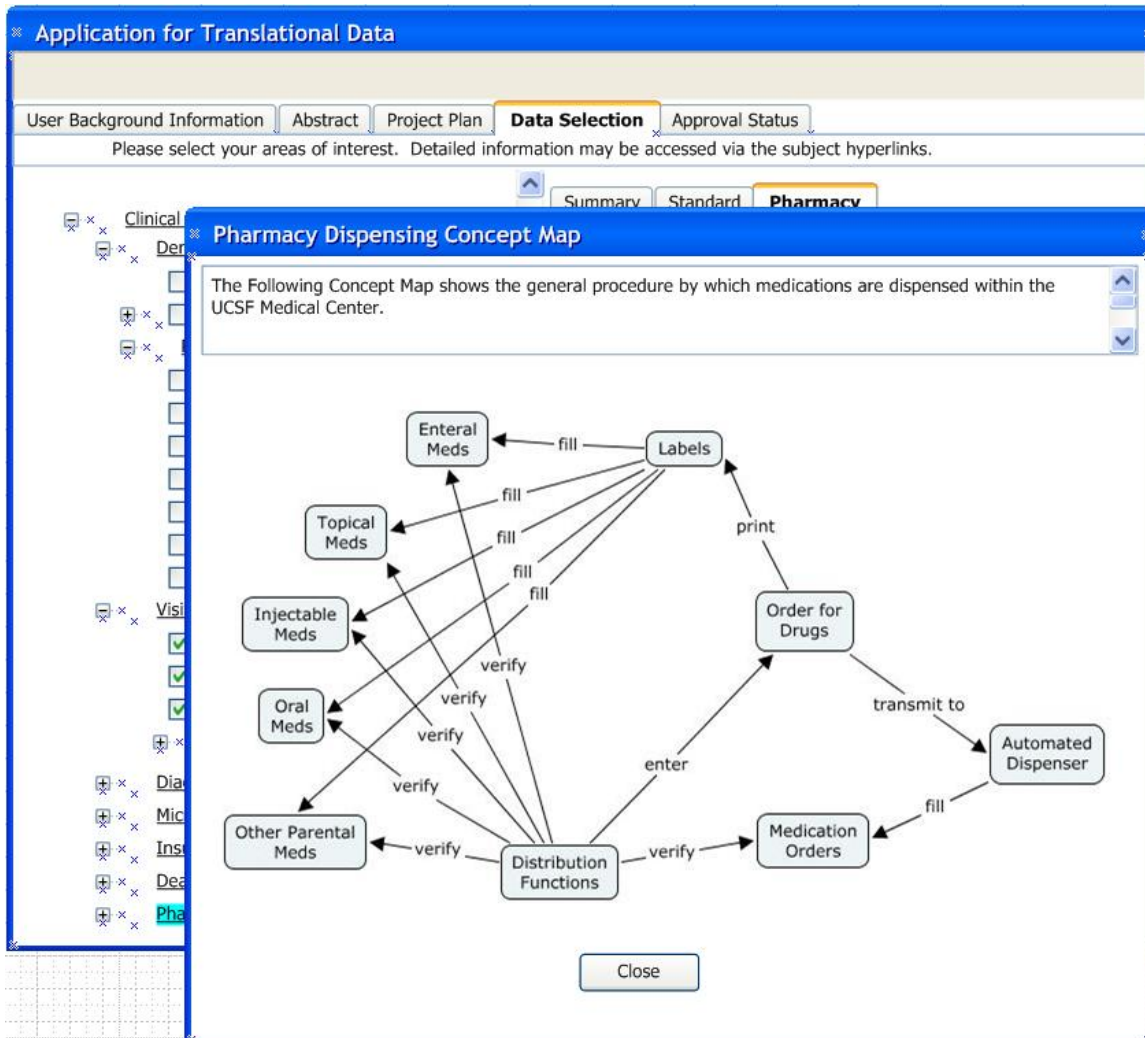 Application for Translational Data
User Background Information
Abstract
Project Plan
Data Selection
Approval Status
Please select your areas of interest. Detailed information may be accessed via the subject hyperlinks.
Summary
Standard
Pharmacy
Clinical
Pharmacy Dispensing Concept Map
The Following Concept Map shows the general procedure by which medications are dispensed within the
UCSF Medical Center.
Enteral
Meds
fill
Labels
fill
Topical
Meds
fill
print
fill
fill
Injectable
Meds
Order for
Drugs
verify
Oral
Meds
verify
transmit to
verify
Automated
Dispenser
enter
verify
fill
Other Parental
Meds
verify
Distribution
Functions
verify
Medication
Orders
Close